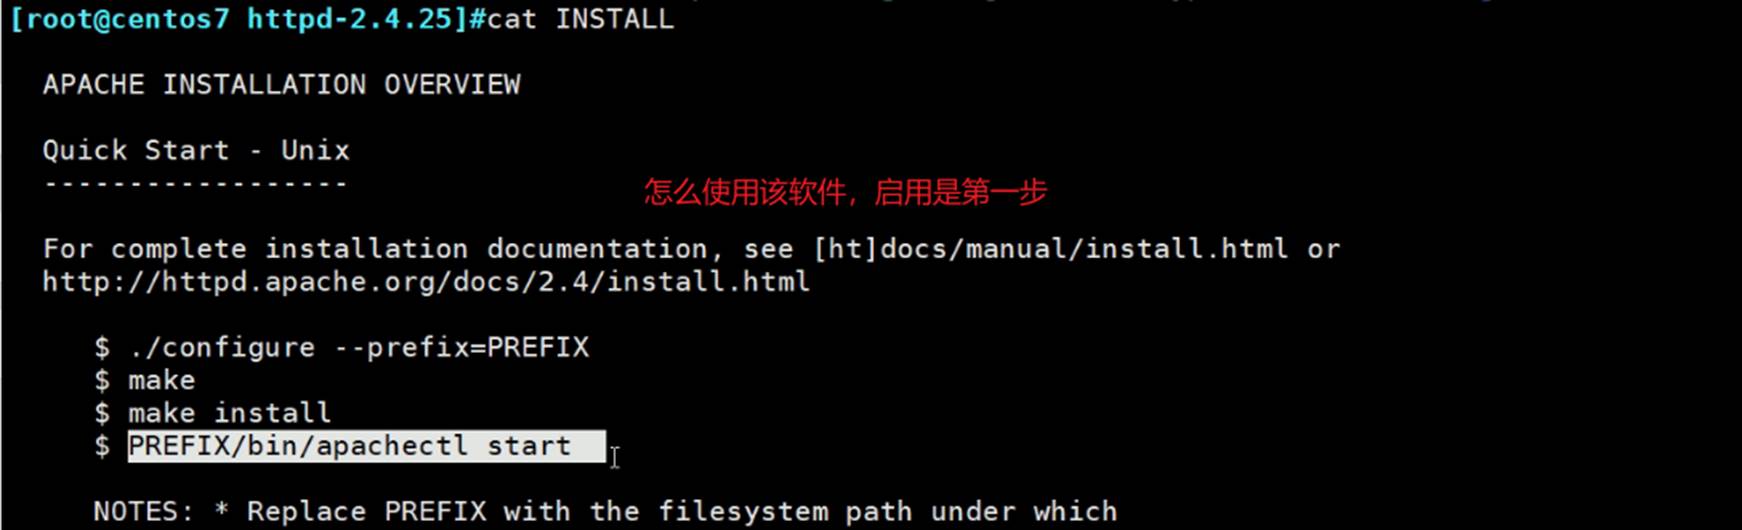 [root@centos7 httpd-2.4.25]#cat INSTALL
APACHE INSTALLATION OVERVIEW
Quick Start - Unix
------------------
怎么使用该软件，启用是第一步
For complete installation documentation, see [ht]docs/manual/install.html or
http://httpd.apache.org/docs/2.4/install.html
$ ./configure --prefix=PREFIX
$ make
$ make install
$ PREFIX/bin/apachectl start
NOTES: * Replace PREFIX with the filesystem path under which